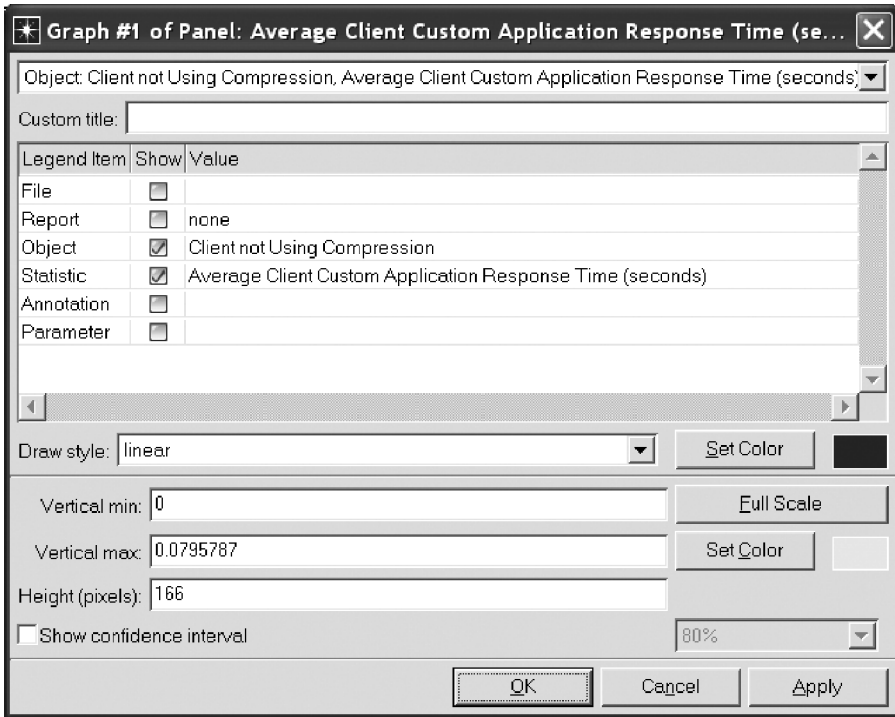 Graph #1 of Panel: Average Client Custom Application Response Time (se...
Object: Client not Using Compression, Average Client Custom Application Response Time (seconds)
Custom title:
Legend Item Show Value
File
Report none
Object Client not Using Compression
Statistic Average Client Custom Application Response Time (seconds)
Annotation
Parameter
Draw style: linear Set Color
Vertical min: 0 Full Scale
Vertical max: 0.0795787 Set Color
Height (pixels): 166
Show confidence interval 80%
OK Cancel Apply